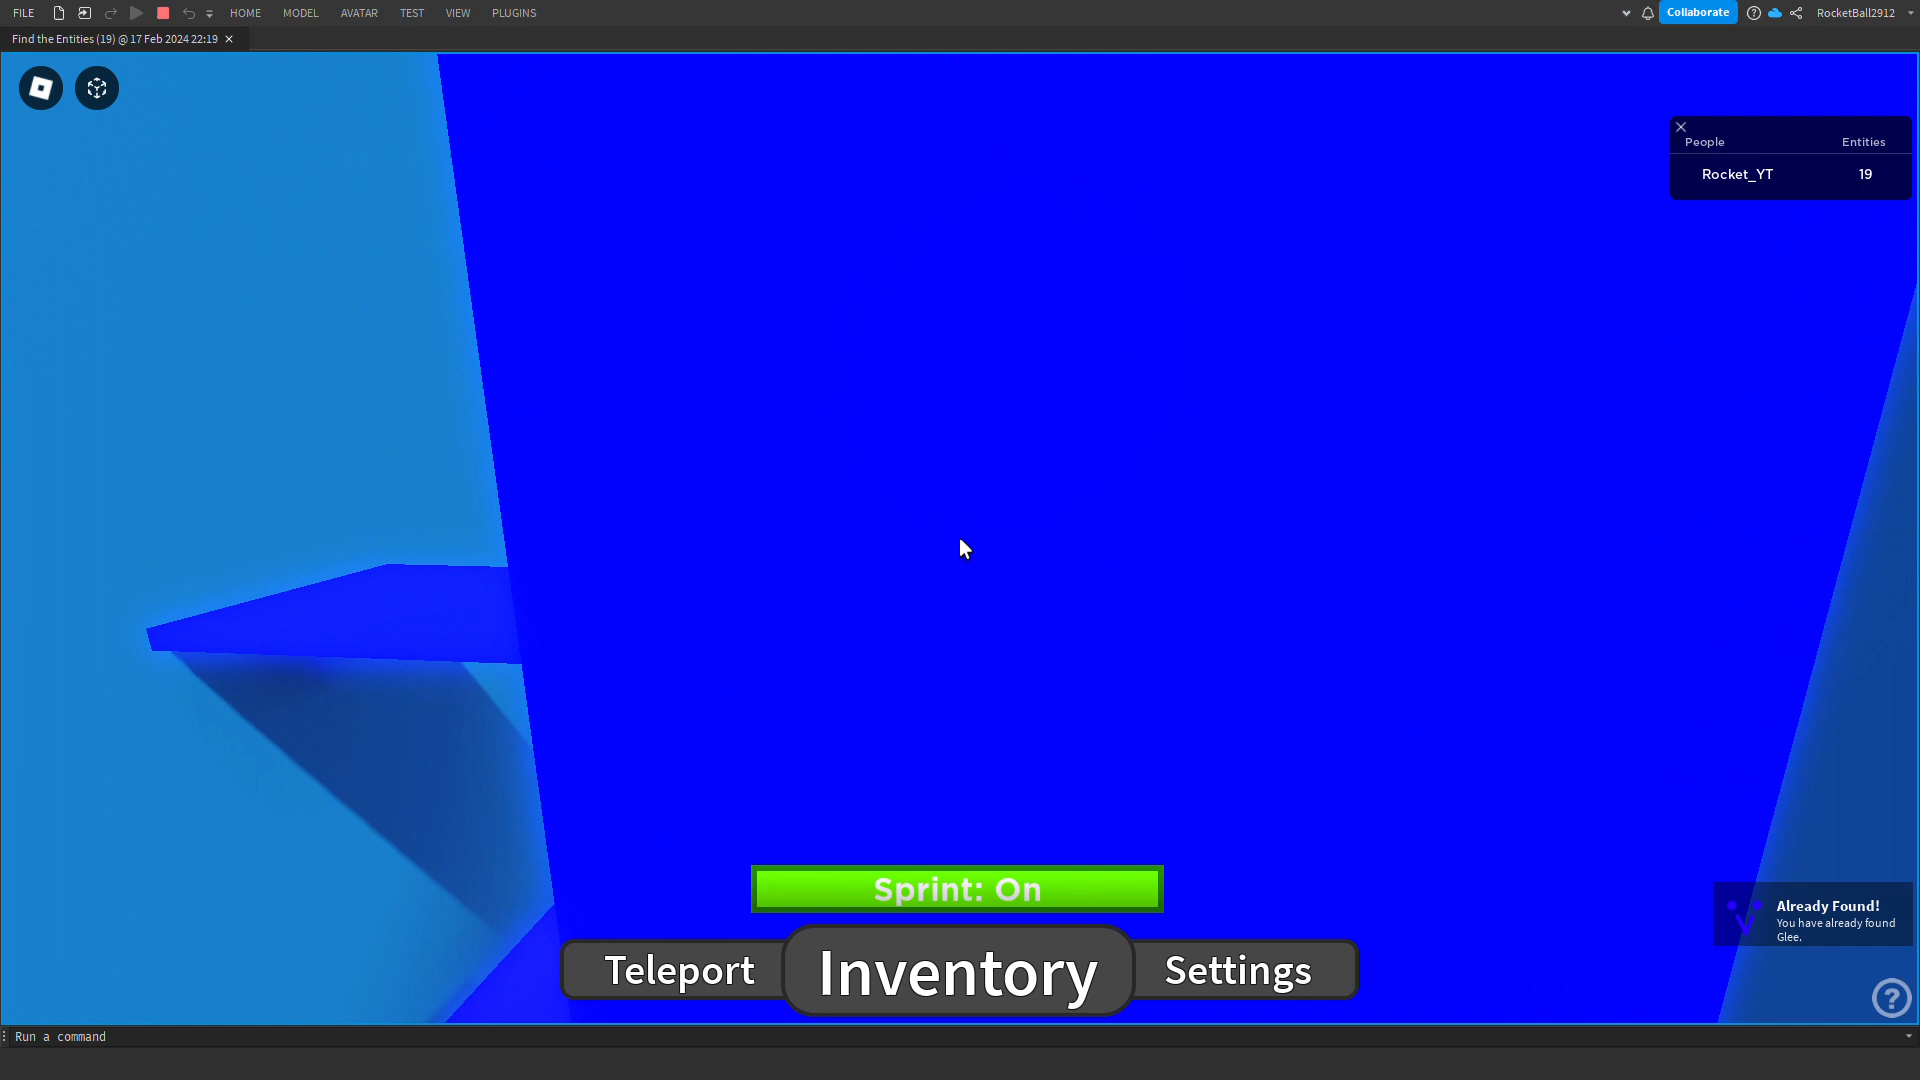 FILE HOME MODEL AVATAR TEST VIEW PLUGINS Collaborate RocketBall2912
Find the Entities (19) @ 17 Feb 2024 22:19
People Entities
Rocket_YT 19
Sprint: On
Already Found!
You have already found
Glee.
Teleport Inventory Settings
Run a command